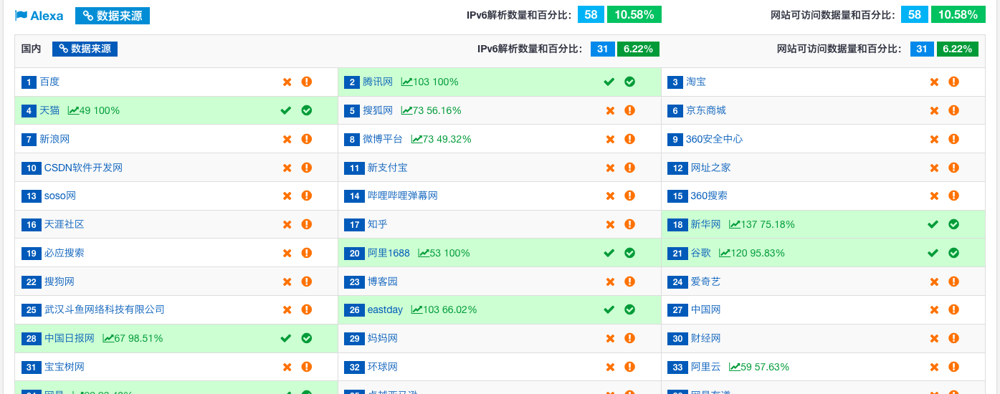 Alexa 数据来源 IPv6解析数量和百分比: 58 10.58% 网站可访问数据量和百分比: 58 10.58%
国内 数据来源 IPv6解析数量和百分比: 31 6.22% 网站可访问数据量和百分比: 31 6.22%
1 百度 2 腾讯网 103 100% 3 淘宝
4 天猫 49 100% 5 搜狐网 73 56.16% 6 京东商城
7 新浪网 8 微博平台 73 49.32% 9 360安全中心
10 CSDN软件开发网 11 新支付宝 12 网址之家
13 soso网 14 哔哩哔哩弹幕网 15 360搜索
16 天涯社区 17 知乎 18 新华网 137 75.18%
19 必应搜索 20 阿里1688 53 100% 21 谷歌 120 95.83%
22 搜狗网 23 博客园 24 爱奇艺
25 武汉斗鱼网络科技有限公司 26 eastday 103 66.02% 27 中国网
28 中国日报网 67 98.51% 29 妈妈网 30 财经网
31 宝宝树网 32 环球网 33 阿里云 59 57.63%